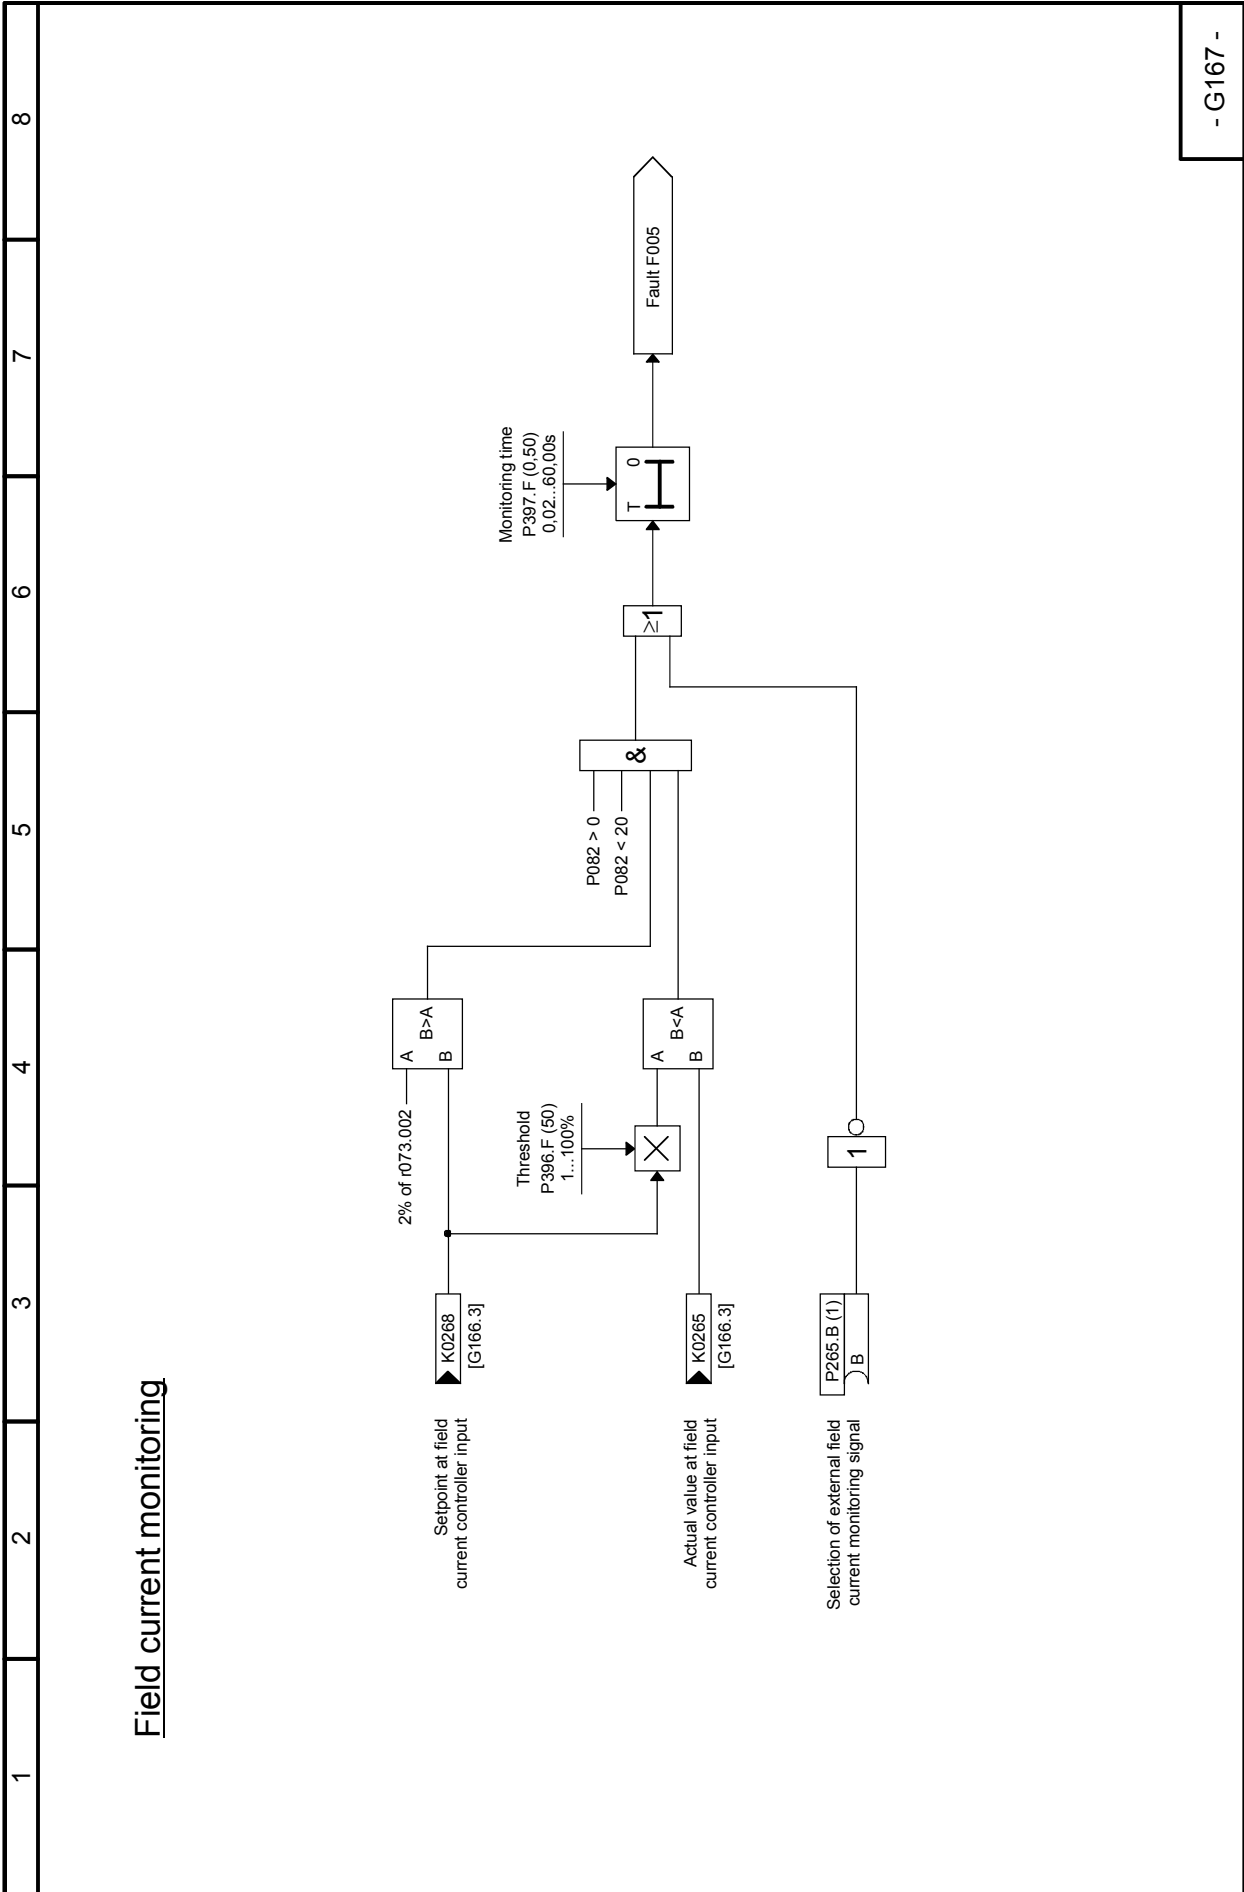 1
2
3
4
5
6
7
8
Field current monitoring
2% of r073.002
A
B>A
B
Setpoint at field
current controller input
K0268
[G166.3]
Threshold
P396.F (50)
1...100%
Monitoring time
P397.F (0,50)
0,02...60,00s
P082 > 0
P082 < 20
&
≥1
T
0
Fault F005
A
B<A
B
Actual value at field
current controller input
K0265
[G166.3]
Selection of external field
current monitoring signal
P265.B (1)
B
1
- G167 -